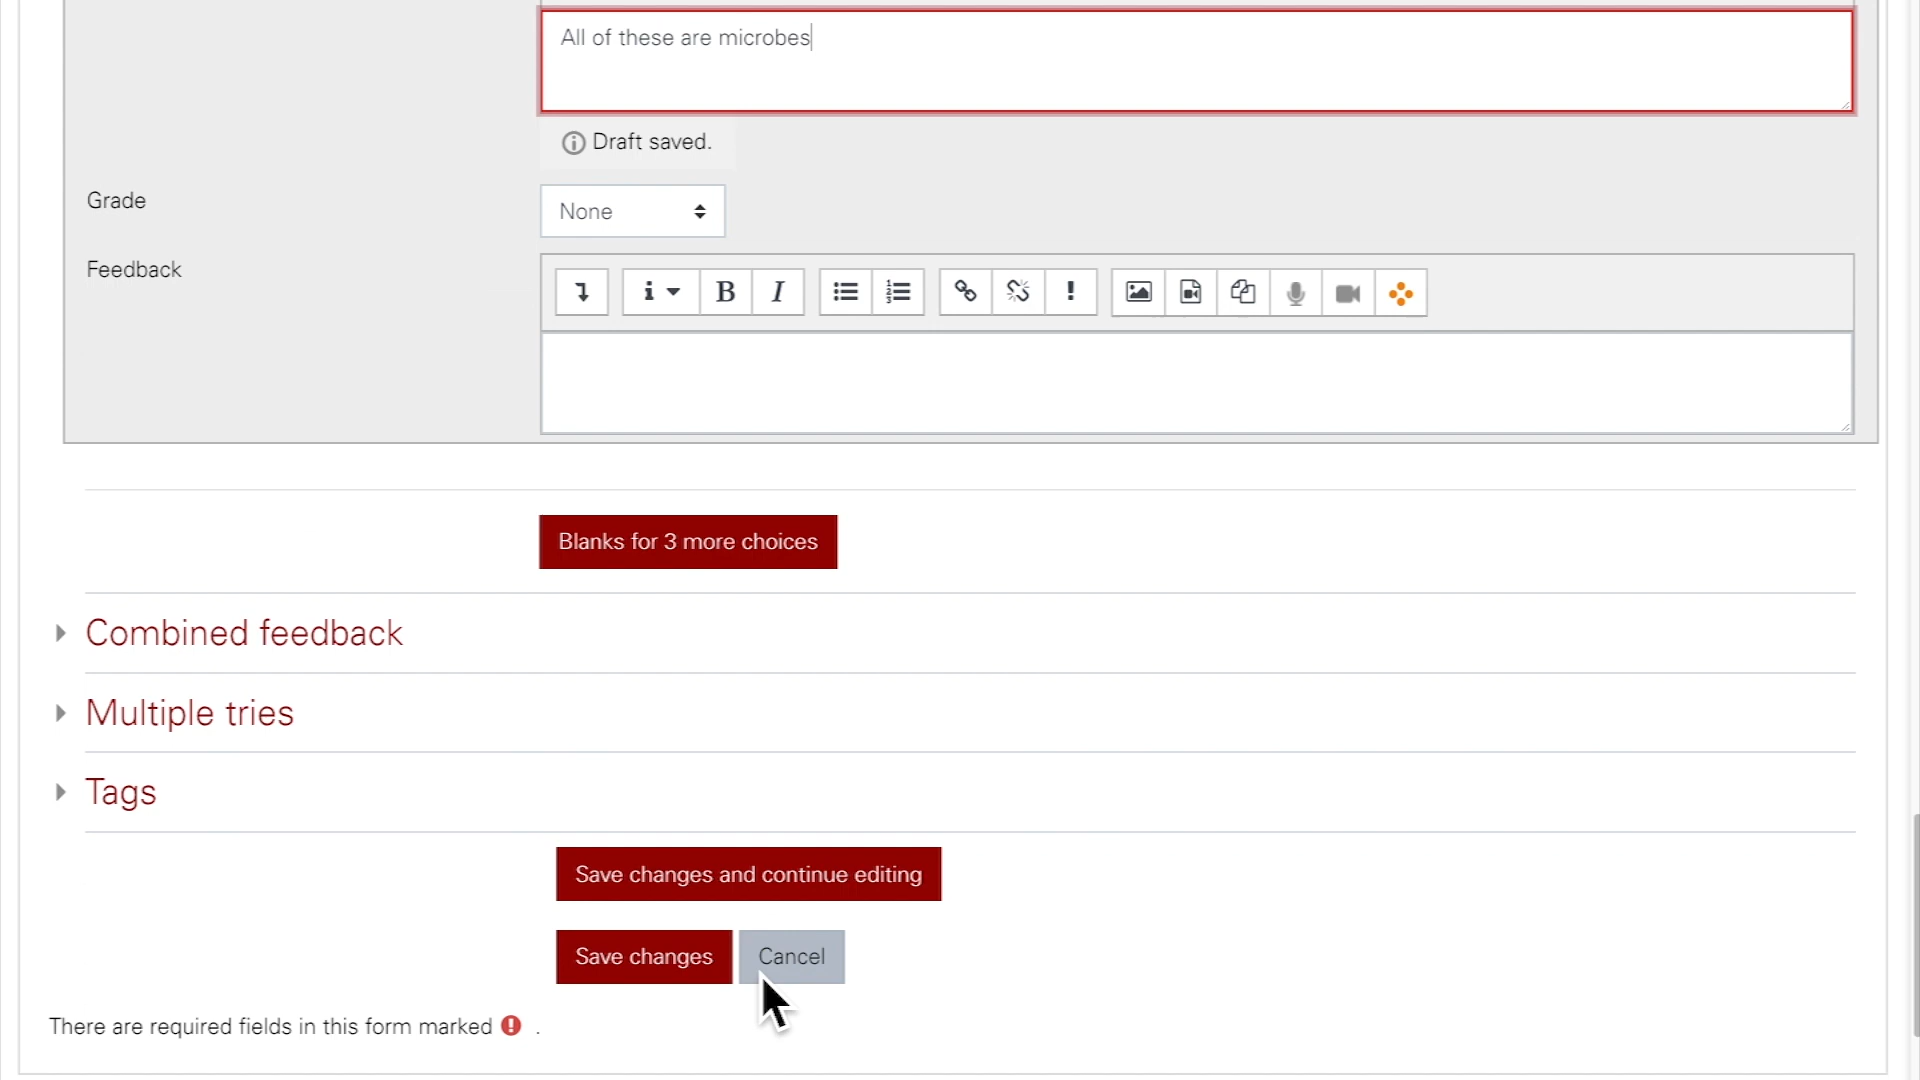 All of these are microbes
Draft saved.
Grade
None
Feedback
B I
Blanks for 3 more choices
Combined feedback
Multiple tries
Tags
Save changes and continue editing
Save changes Cancel
There are required fields in this form marked .